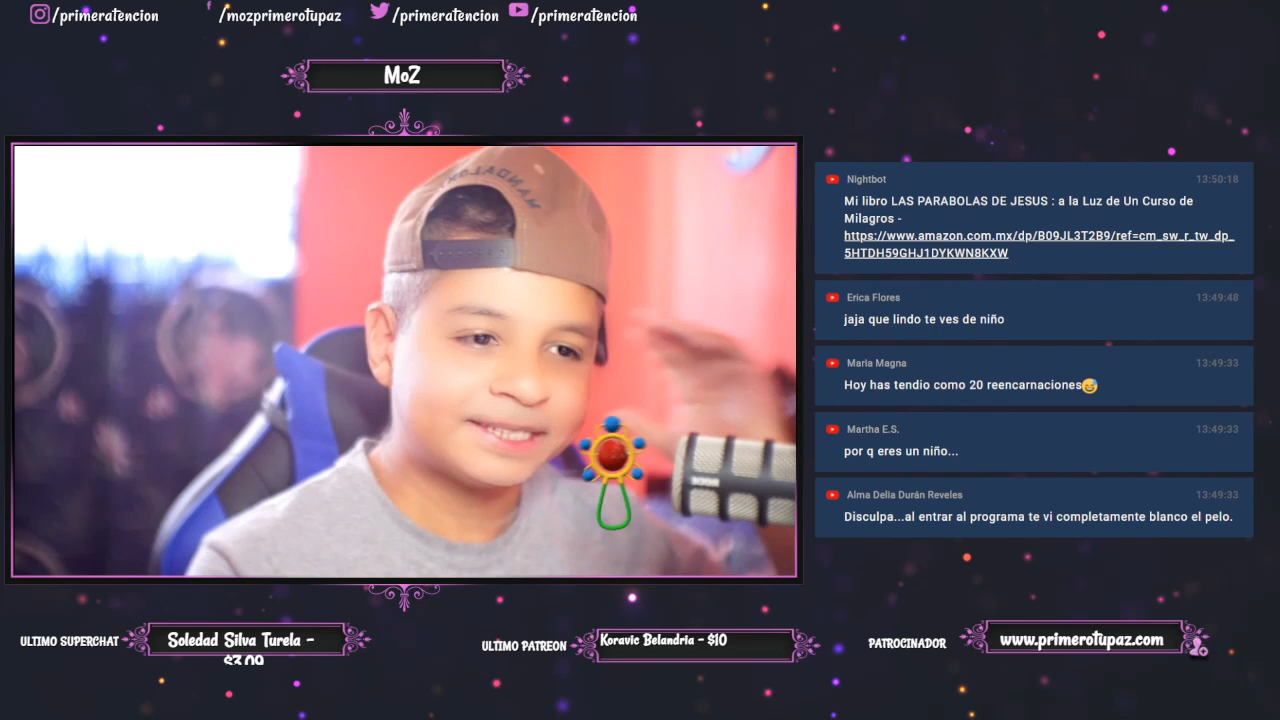 /primeratencion
/mozprimerotupaz
/primeratencion
/primeratencion
MoZ
MANDALOR
Nightbot
13:50:18
Mi libro LAS PARABOLAS DE JESUS : a la Luz de Un Curso de
Milagros -
https://www.amazon.com.mx/dp/B09JL3T2B9/ref=cm_sw_r_tw_dp_
5HTDH59GHJ1DYKWN8KXW
Erica Flores
13:49:48
jaja que lindo te ves de niño
Maria Magna
13:49:33
Hoy has tendio como 20 reencarnaciones😅
Martha E.S.
13:49:33
por q eres un niño...
Alma Delia Durán Reveles
13:49:33
Disculpa...al entrar al programa te vi completamente blanco el pelo.
ULTIMO SUPERCHAT
Soledad Silva Turela -
$3.09
ULTIMO PATREON
Koravic Belandria - $10
PATROCINADOR
www.primerotupaz.com